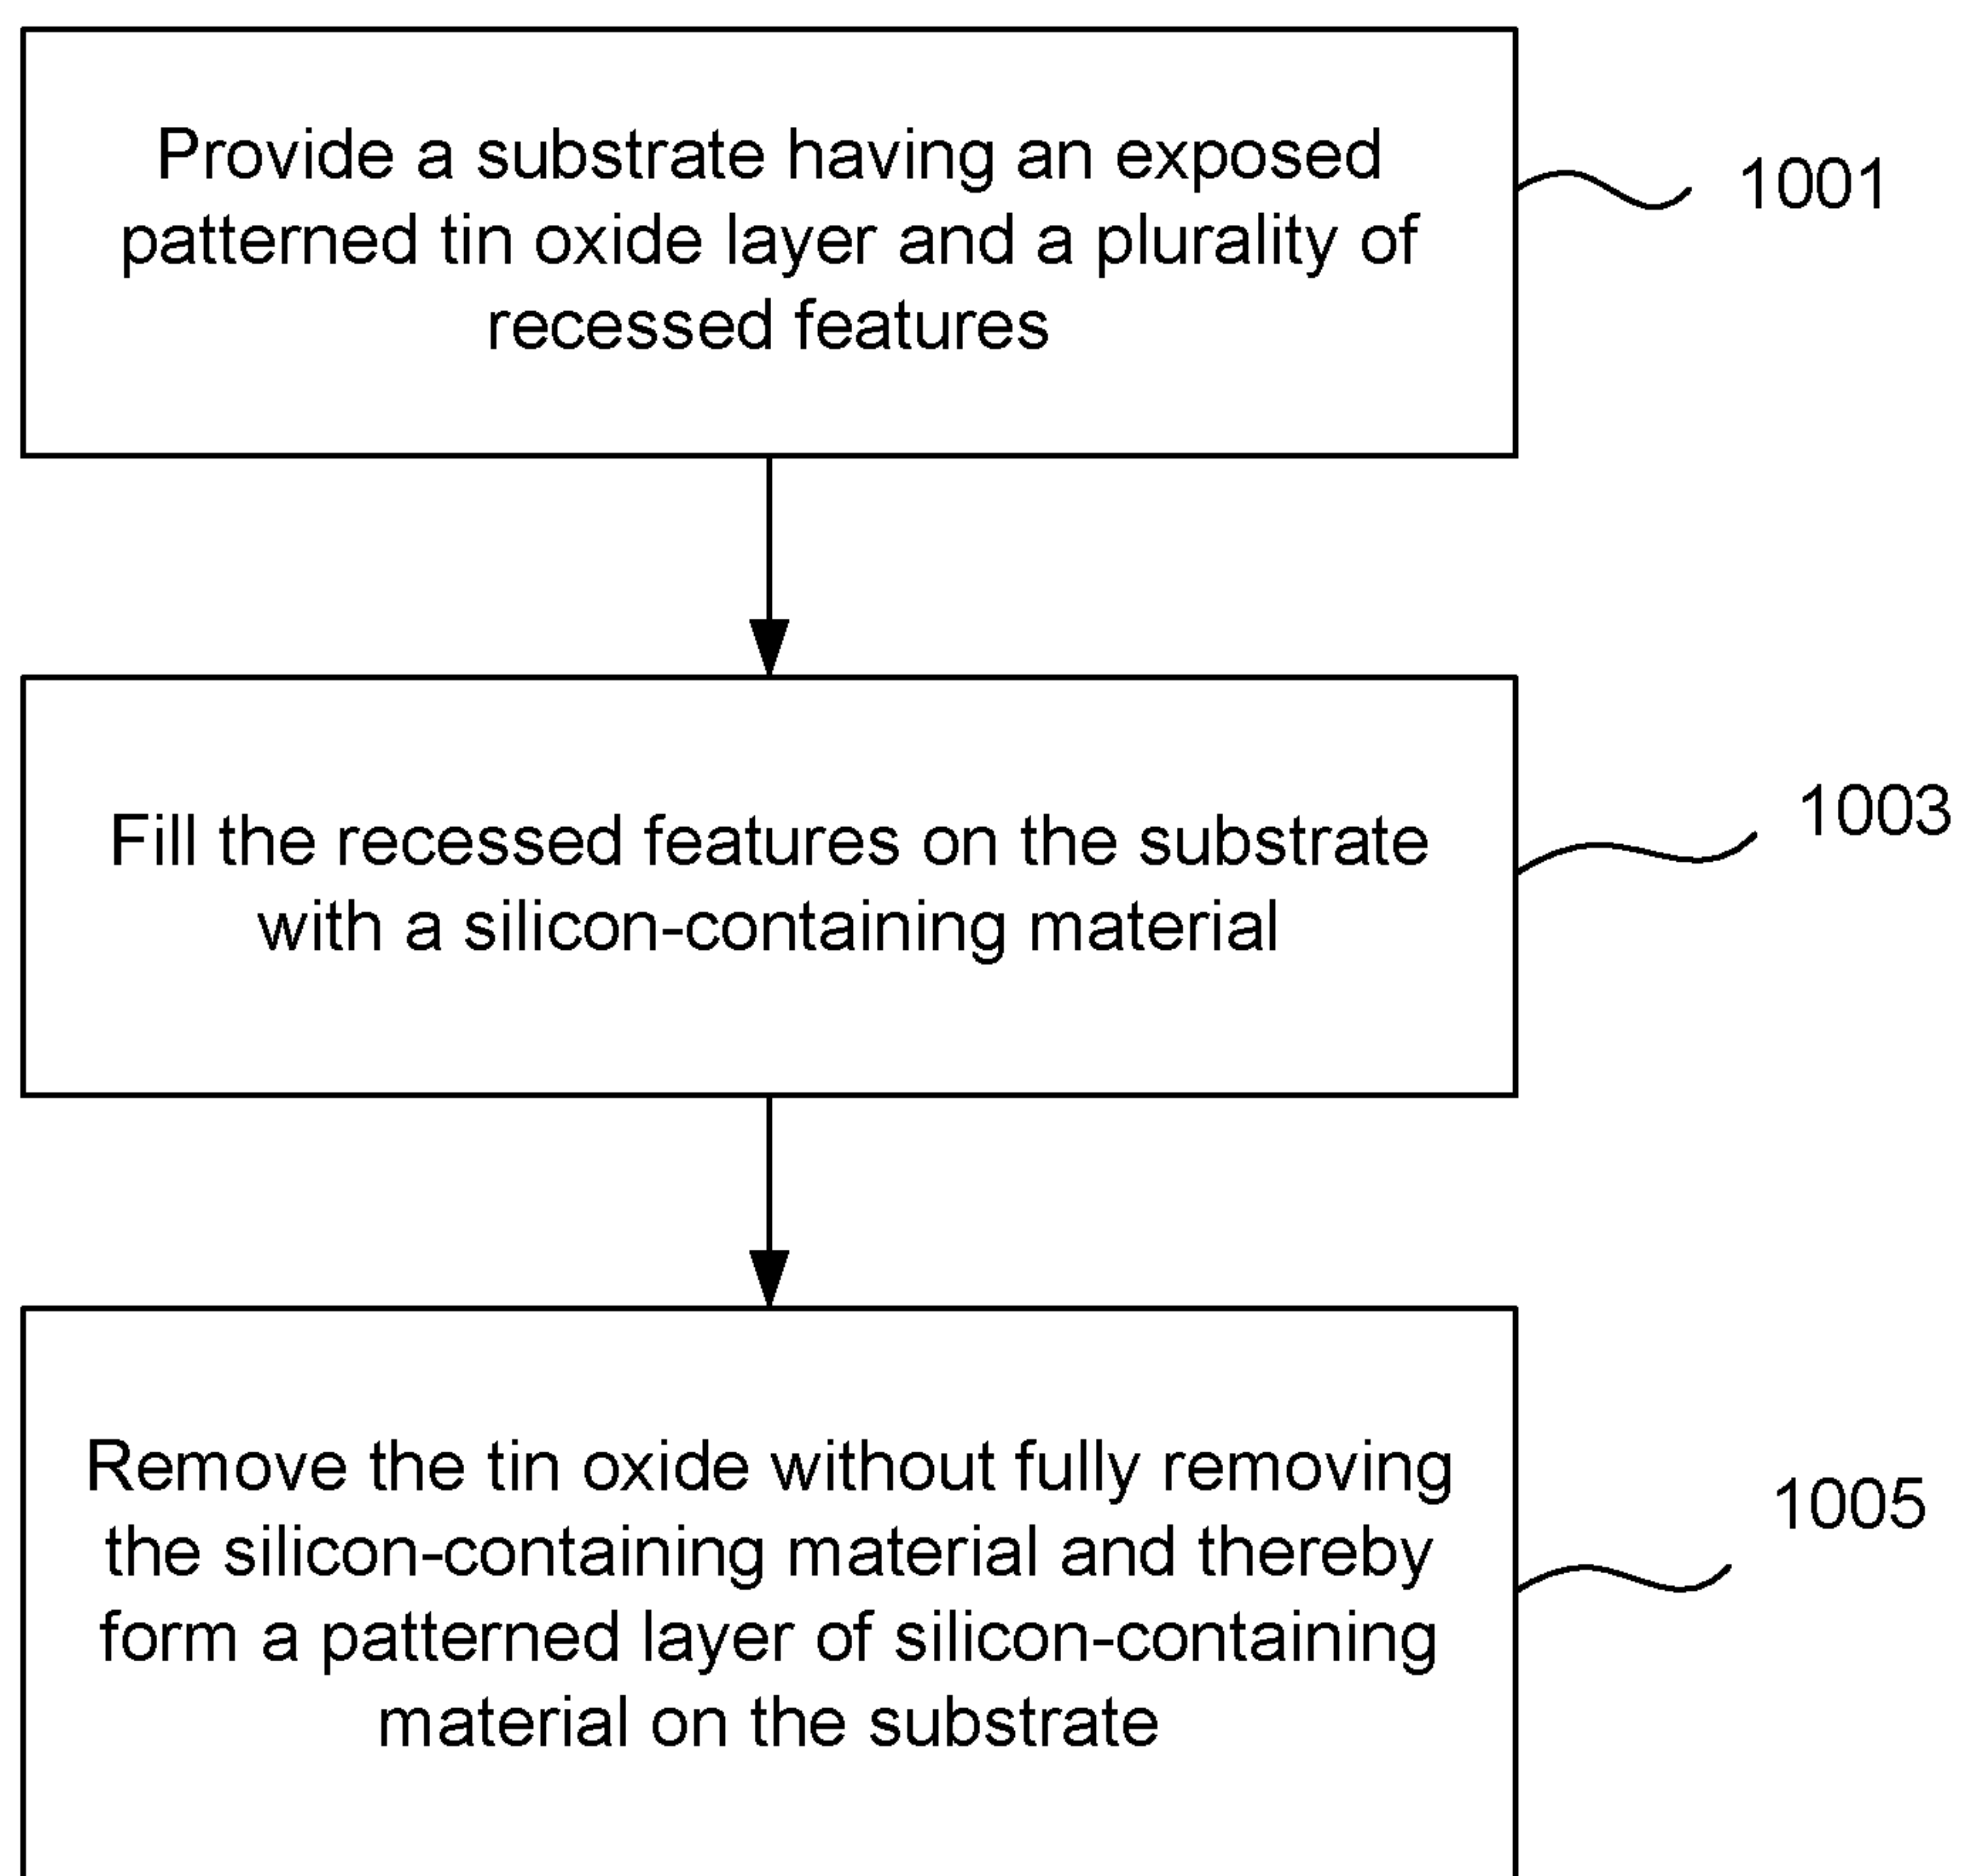 Provide a substrate having an exposed
patterned tin oxide layer and a plurality of
recessed features
1001
Fill the recessed features on the substrate
with a silicon-containing material
1003
Remove the tin oxide without fully removing
the silicon-containing material and thereby
form a patterned layer of silicon-containing
material on the substrate
1005